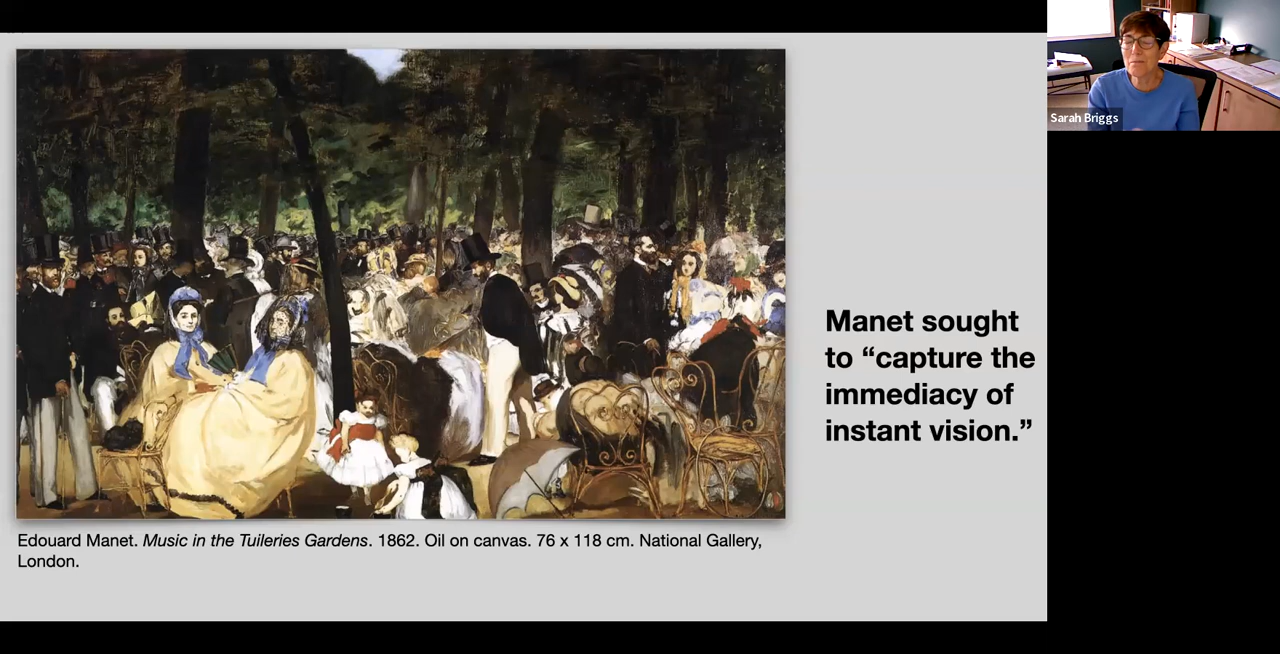 Sarah Briggs
Manet sought
to “capture the
immediacy of
instant vision.”
Edouard Manet. Music in the Tuileries Gardens. 1862. Oil on canvas. 76 x 118 cm. National Gallery,
London.